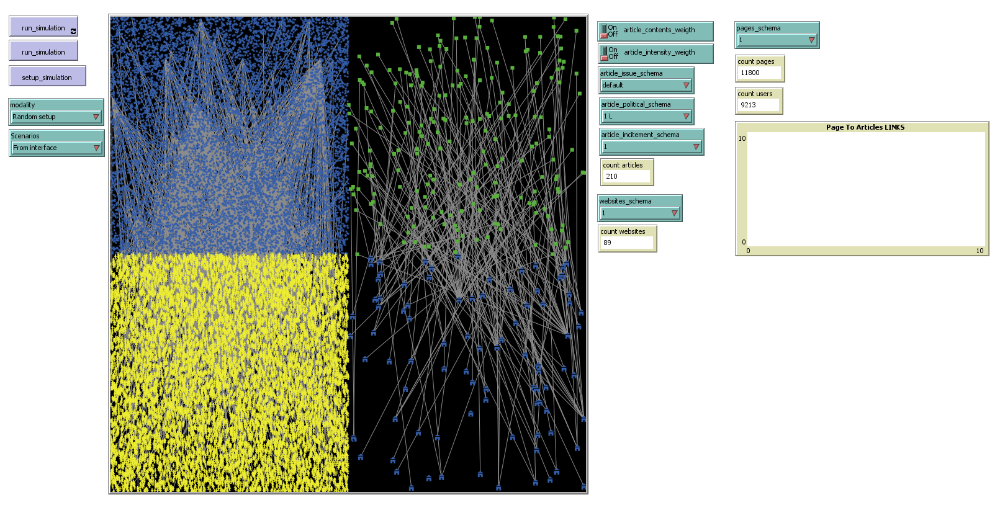 run_simulation
run_simulation
setup_simulation
modality
Random setup
Scenarios
From interface
On
Off
article_contents_weigth
On
Off
article_intensity_weigth
article_issue_schema
default
article_political_schema
1 L
article_incitement_schema
1
count articles
210
websites_schema
1
count websites
89
pages_schema
1
count pages
11800
count users
9213
Page To Articles LINKS
10
0
0
10